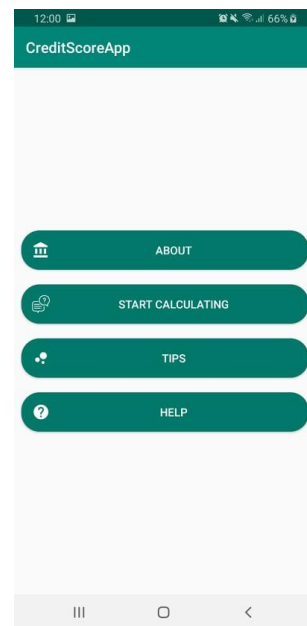 12:00 66%
CreditScoreApp
ABOUT
START CALCULATING
TIPS
HELP